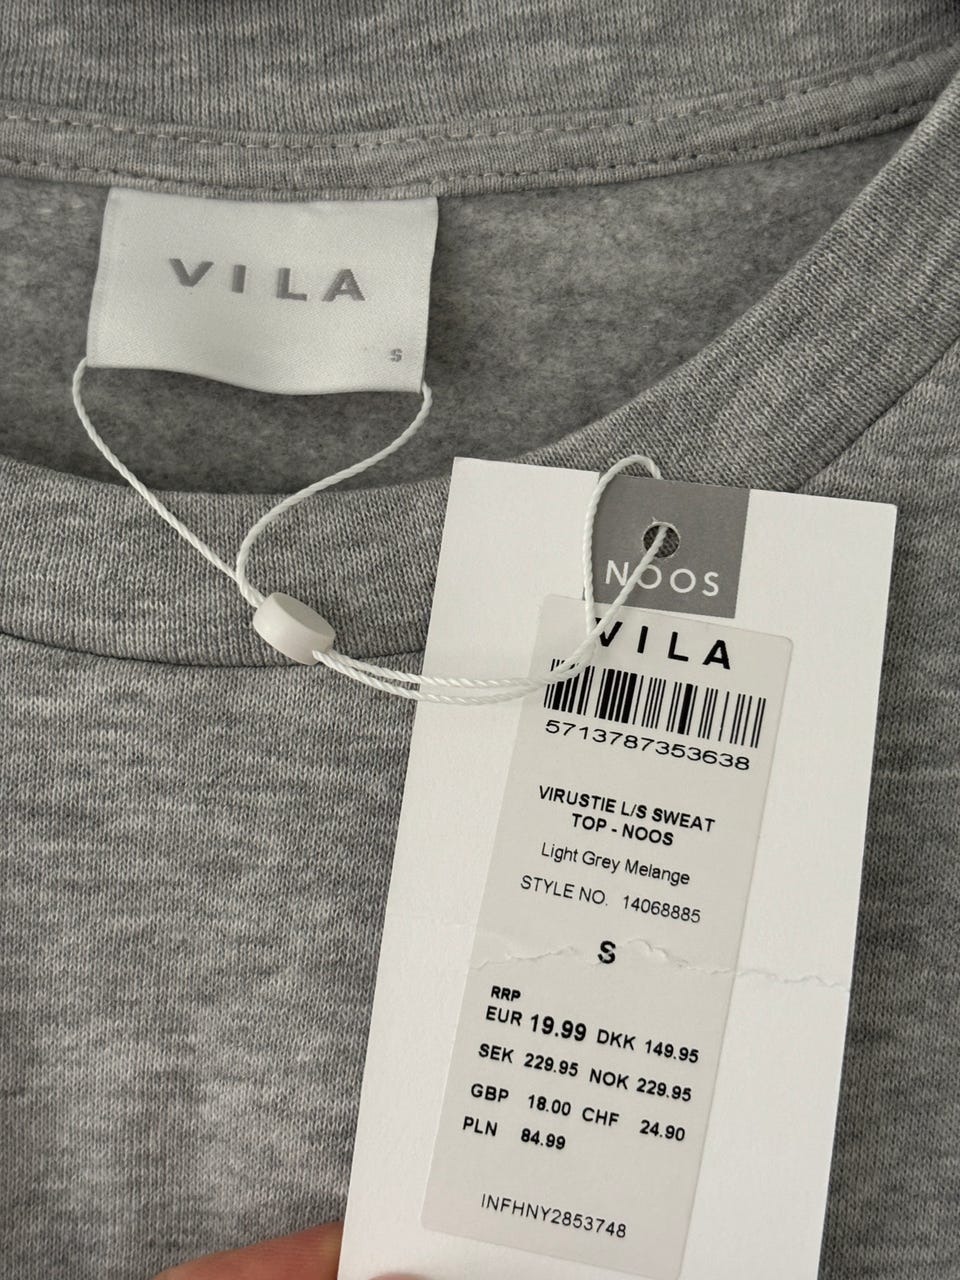 VILA
S
NOOS
VILA
5713787353638
VIRUSTIE L/S SWEAT
TOP - NOOS
Light Grey Melange
STYLE NO. 14068885
S
RRP
EUR 19.99 DKK 149.95
SEK 229.95 NOK 229.95
GBP 18.00 CHF 24.90
PLN 84.99
INFHNY2853748